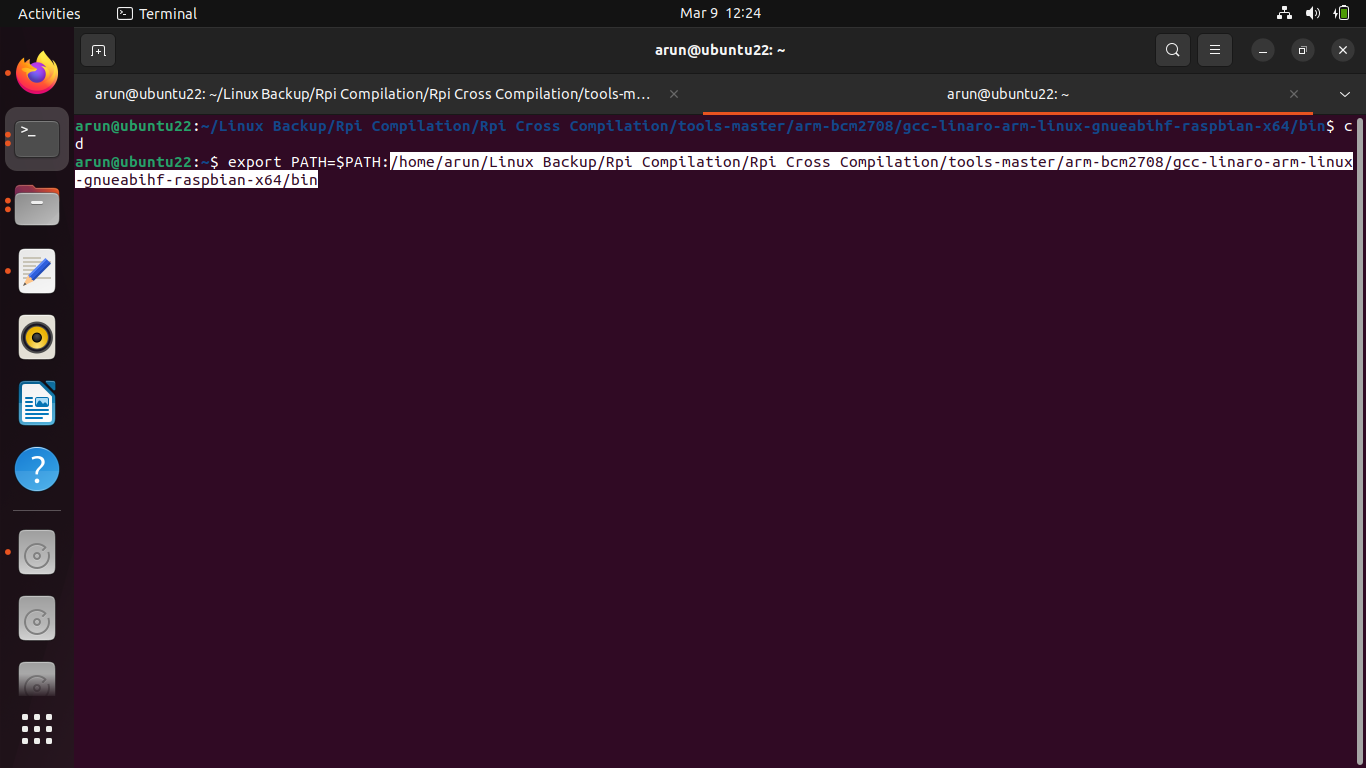 Activities
Terminal
Mar 9 12:24
arun@ubuntu22: ~
arun@ubuntu22: ~/Linux Backup/Rpi Compilation/Rpi Cross Compilation/tools-m...
arun@ubuntu22: ~
arun@ubuntu22:~/Linux Backup/Rpi Compilation/Rpi Cross Compilation/tools-master/arm-bcm2708/gcc-linaro-arm-linux-gnueabihf-raspbian-x64/bin$ c
d
arun@ubuntu22:~$ export PATH=$PATH:/home/arun/Linux Backup/Rpi Compilation/Rpi Cross Compilation/tools-master/arm-bcm2708/gcc-linaro-arm-linux
-gnueabihf-raspbian-x64/bin